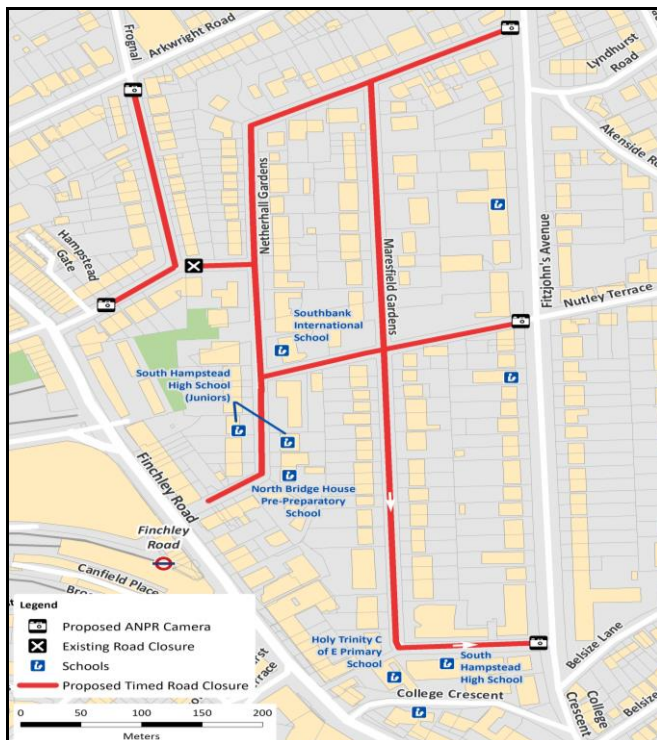 Frognal
Arkwright Road
Lyndhurst
Road
Akenside Road
Netherhall Gardens
Maresfield Gardens
Fitzjohn's Avenue
Hampstead
Gate
Nutley Terrace
Southbank
International
School
South Hampstead
High School
(Juniors)
North Bridge House
Pre-Preparatory
School
Finchley Road
Finchley
Road
Canfield Place
Holy Trinity C
of E Primary
School
South
Hampstead
High School
College Crescent
Belsize Lane
College
Crescent
Legend
Proposed ANPR Camera
Existing Road Closure
Schools
Proposed Timed Road Closure
0 50 100 150 200
Meters